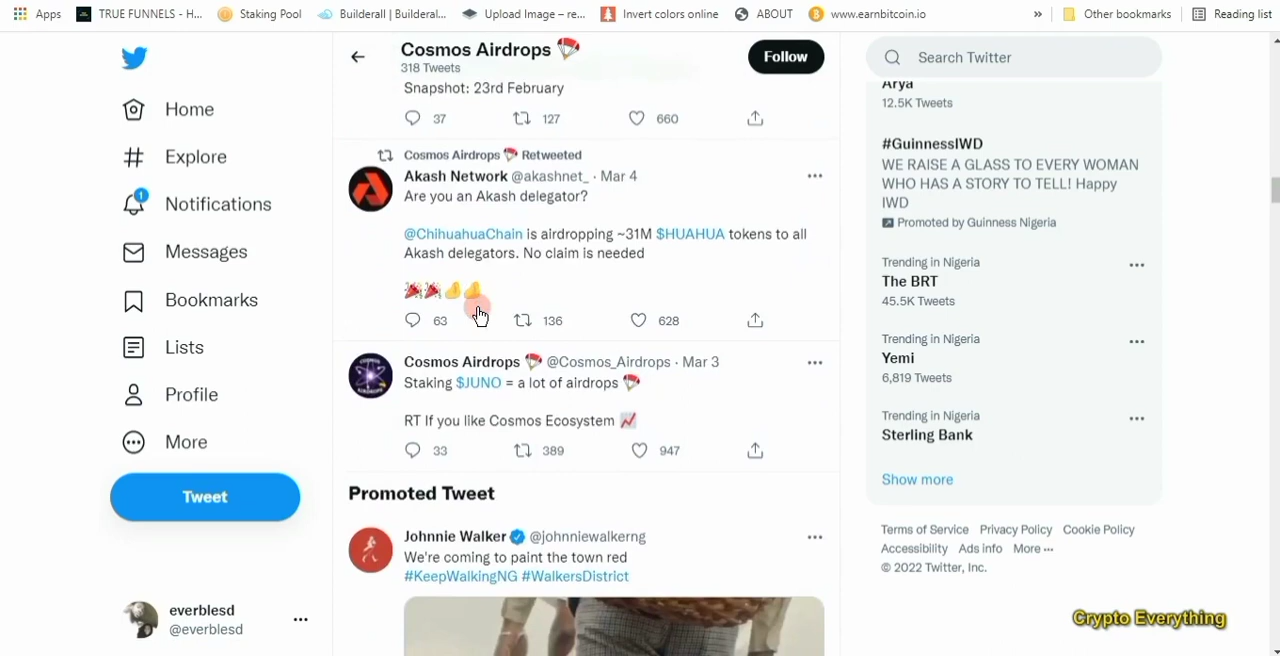 Apps
TRUE FUNNELS - H...
Staking Pool
Builderall | Builderal...
Upload Image – re...
Invert colors online
ABOUT
www.earnbitcoin.io
»
Other bookmarks
Reading list
Home
Explore
1
Notifications
Messages
Bookmarks
Lists
Profile
More
Tweet
everblesd
@everblesd
Cosmos Airdrops
318 Tweets
Follow
Snapshot: 23rd February
37 127 660
Cosmos Airdrops Retweeted
Akash Network @akashnet_ · Mar 4
Are you an Akash delegator?
@ChihuahuaChain is airdropping ~31M $HUAHUA tokens to all
Akash delegators. No claim is needed
63 136 628
Cosmos Airdrops @Cosmos_Airdrops · Mar 3
Staking $JUNO = a lot of airdrops
RT If you like Cosmos Ecosystem
33 389 947
Promoted Tweet
Johnnie Walker @johnniewalkerng
We're coming to paint the town red
#KeepWalkingNG #WalkersDistrict
Search Twitter
Arya
12.5K Tweets
#GuinnessIWD
WE RAISE A GLASS TO EVERY WOMAN
WHO HAS A STORY TO TELL! Happy
IWD
Promoted by Guinness Nigeria
Trending in Nigeria
The BRT
45.5K Tweets
Trending in Nigeria
Yemi
6,819 Tweets
Trending in Nigeria
Sterling Bank
Show more
Terms of Service Privacy Policy Cookie Policy
Accessibility Ads info More
© 2022 Twitter, Inc.
Crypto Everything